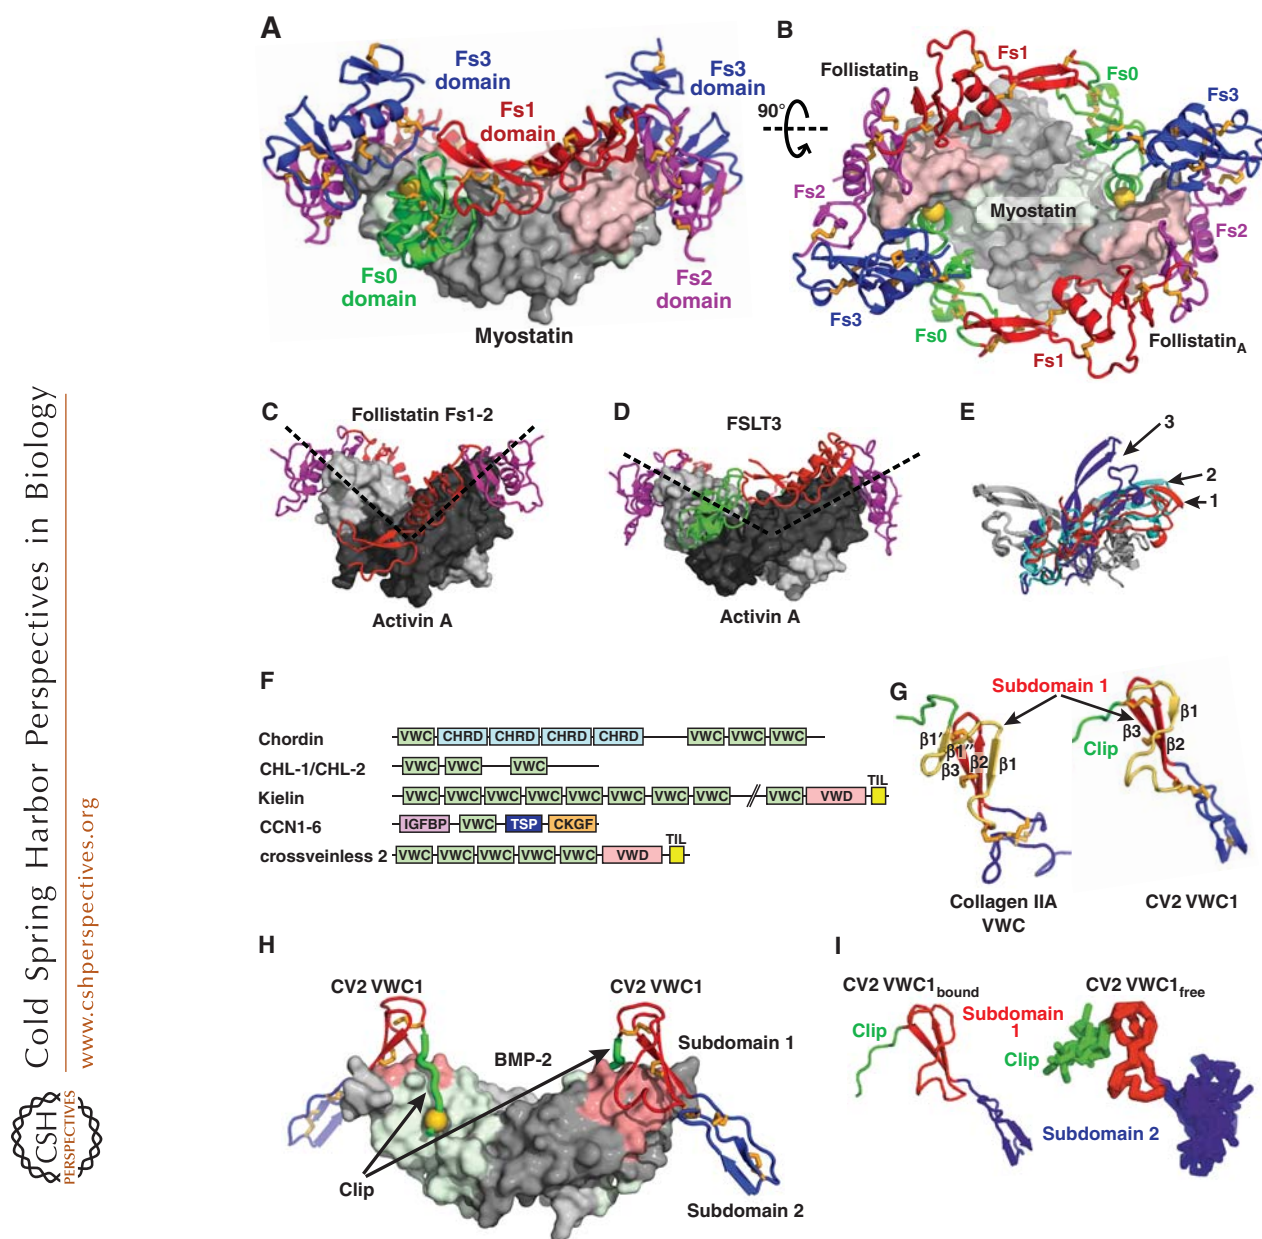 Cold Spring Harbor Perspectives in Biology
www.cshperspectives.org
CSH
PERSPECTIVES
A
Fs3
domain
Fs1
domain
Fs3
domain
Fs0
domain
Fs2
domain
Myostatin
B
90°
FollistatinB
Fs1
Fs0
Fs3
Fs2
Myostatin
Fs2
Fs3
Fs0
Fs1
FollistatinA
C
Follistatin Fs1-2
Activin A
D
FSLT3
Activin A
E
3
2
1
F
Chordin
VWC CHRD CHRD CHRD CHRD VWC VWC VWC
CHL-1/CHL-2
VWC VWC VWC
Kielin
VWC VWC VWC VWC VWC VWC VWC VWC // VWC VWD
TIL
CCN1-6
IGFBP VWC TSP CKGF
crossveinless 2
VWC VWC VWC VWC VWC VWD
TIL
G
Subdomain 1
β1′
β1″
β3
β2
β1
Collagen IIA
VWC
Clip
β1
β3
β2
CV2 VWC1
H
CV2 VWC1
CV2 VWC1
BMP-2
Subdomain 1
Clip
Subdomain 2
I
CV2 VWC1bound
CV2 VWC1free
Clip
Subdomain
1
Clip
Subdomain 2